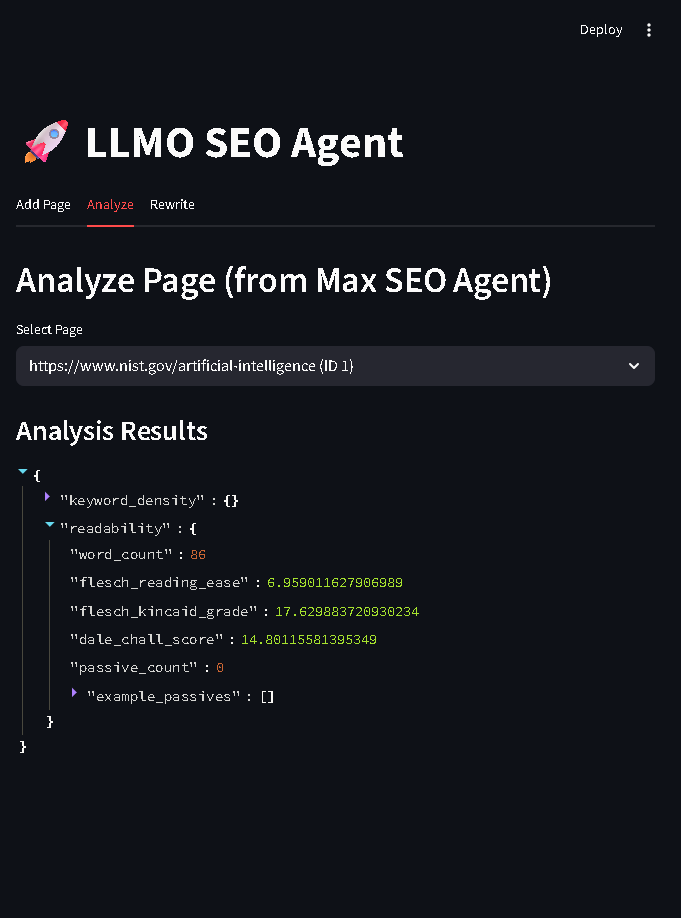 Deploy
🚀 LLMO SEO Agent
Add Page Analyze Rewrite
Analyze Page (from Max SEO Agent)
Select Page
https://www.nist.gov/artificial-intelligence (ID 1)
Analysis Results
{
"keyword_density" : {}
"readability" : {
"word_count" : 86
"flesch_reading_ease" : 6.959011627906989
"flesch_kincaid_grade" : 17.629883720930234
"dale_chall_score" : 14.80115581395349
"passive_count" : 0
"example_passives" : []
}
}